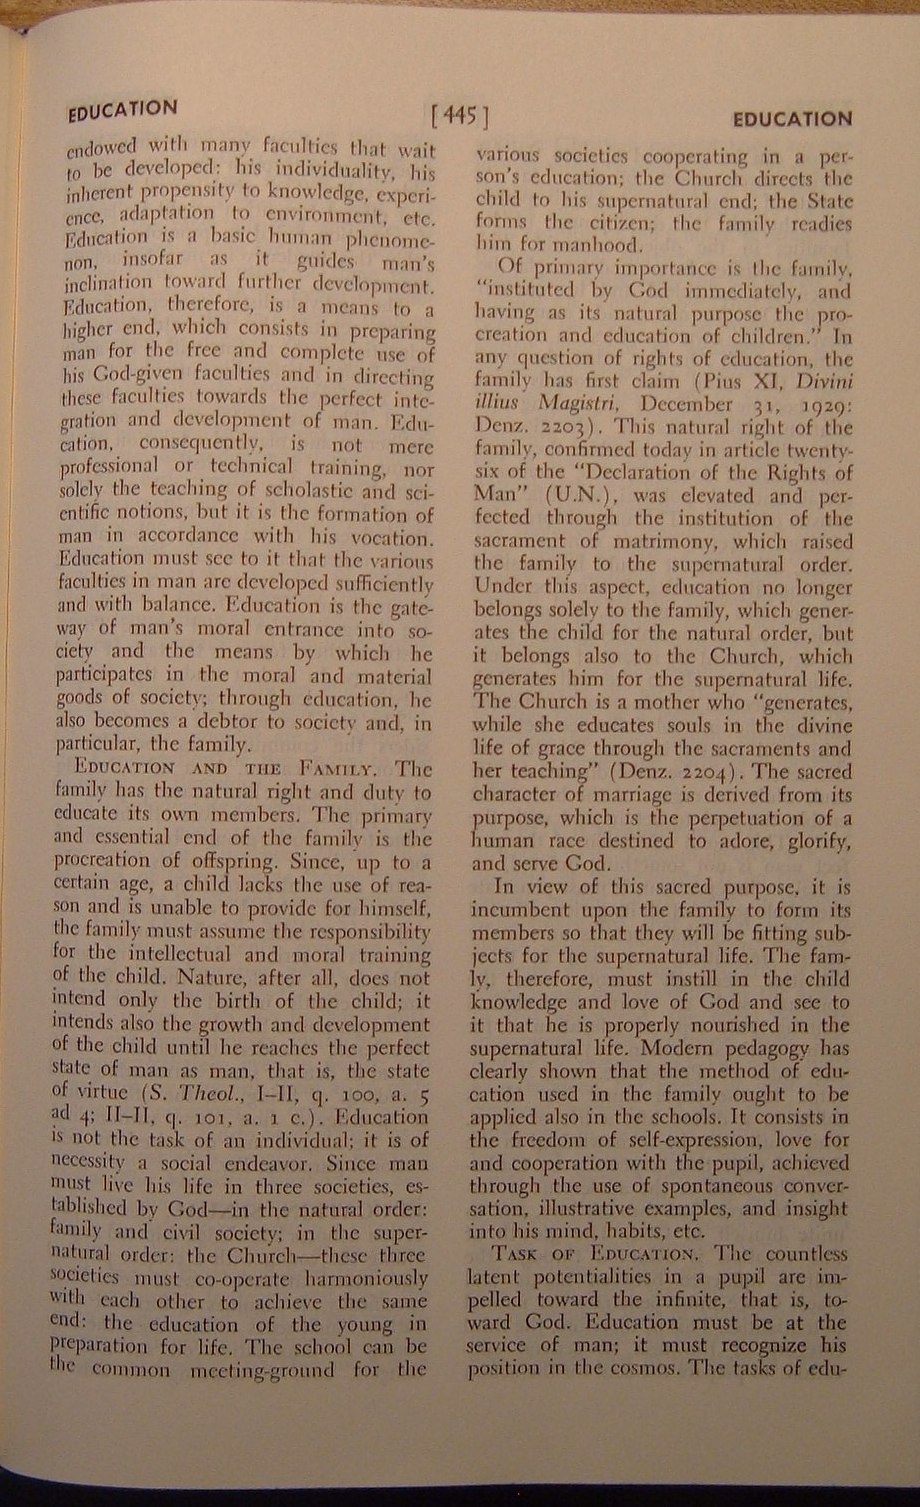 EDUCATION
[ 445 ]
EDUCATION
endowed with many faculties that wait
to be developed: his individuality, his
inherent propensity to knowledge, experi-
ence, adaptation to environment, etc.
Education is a basic human phenome-
non, insofar as it guides man's
inclination toward further development.
Education, therefore, is a means to a
higher end, which consists in preparing
man for the free and complete use of
his God-given faculties and in directing
these faculties towards the perfect inte-
gration and development of man. Edu-
cation, consequently, is not mere
professional or technical training, nor
solely the teaching of scholastic and sci-
entific notions, but it is the formation of
man in accordance with his vocation.
Education must see to it that the various
faculties in man are developed sufficiently
and with balance. Education is the gate-
way of man's moral entrance into so-
ciety and the means by which he
participates in the moral and material
goods of society; through education, he
also becomes a debtor to society and, in
particular, the family.
EDUCATION AND THE FAMILY. The
family has the natural right and duty to
educate its own members. The primary
and essential end of the family is the
procreation of offspring. Since, up to a
certain age, a child lacks the use of rea-
son and is unable to provide for himself,
the family must assume the responsibility
for the intellectual and moral training
of the child. Nature, after all, does not
intend only the birth of the child; it
intends also the growth and development
of the child until he reaches the perfect
state of man as man, that is, the state
of virtue (S. Theol., I–II, q. 100, a. 5
ad 4; II–II, q. 101, a. 1 c.). Education
is not the task of an individual; it is of
necessity a social endeavor. Since man
must live his life in three societies, es-
tablished by God—in the natural order:
family and civil society; in the super-
natural order: the Church—these three
societies must co-operate harmoniously
with each other to achieve the same
end: the education of the young in
preparation for life. The school can be
the common meeting-ground for the
various societies cooperating in a per-
son's education; the Church directs the
child to his supernatural end; the State
forms the citizen; the family readies
him for manhood.
Of primary importance is the family,
"instituted by God immediately, and
having as its natural purpose the pro-
creation and education of children." In
any question of rights of education, the
family has first claim (Pius XI, Divini
illius Magistri, December 31, 1929:
Denz. 2203). This natural right of the
family, confirmed today in article twenty-
six of the "Declaration of the Rights of
Man" (U.N.), was elevated and per-
fected through the institution of the
sacrament of matrimony, which raised
the family to the supernatural order.
Under this aspect, education no longer
belongs solely to the family, which gener-
ates the child for the natural order, but
it belongs also to the Church, which
generates him for the supernatural life.
The Church is a mother who "generates,
while she educates souls in the divine
life of grace through the sacraments and
her teaching" (Denz. 2204). The sacred
character of marriage is derived from its
purpose, which is the perpetuation of a
human race destined to adore, glorify,
and serve God.
In view of this sacred purpose, it is
incumbent upon the family to form its
members so that they will be fitting sub-
jects for the supernatural life. The fam-
ly, therefore, must instill in the child
knowledge and love of God and see to
it that he is properly nourished in the
supernatural life. Modern pedagogy has
clearly shown that the method of edu-
cation used in the family ought to be
applied also in the schools. It consists in
the freedom of self-expression, love for
and cooperation with the pupil, achieved
through the use of spontaneous conver-
sation, illustrative examples, and insight
into his mind, habits, etc.
TASK OF EDUCATION. The countless
latent potentialities in a pupil are im-
pelled toward the infinite, that is, to-
ward God. Education must be at the
service of man; it must recognize his
position in the cosmos. The tasks of edu-